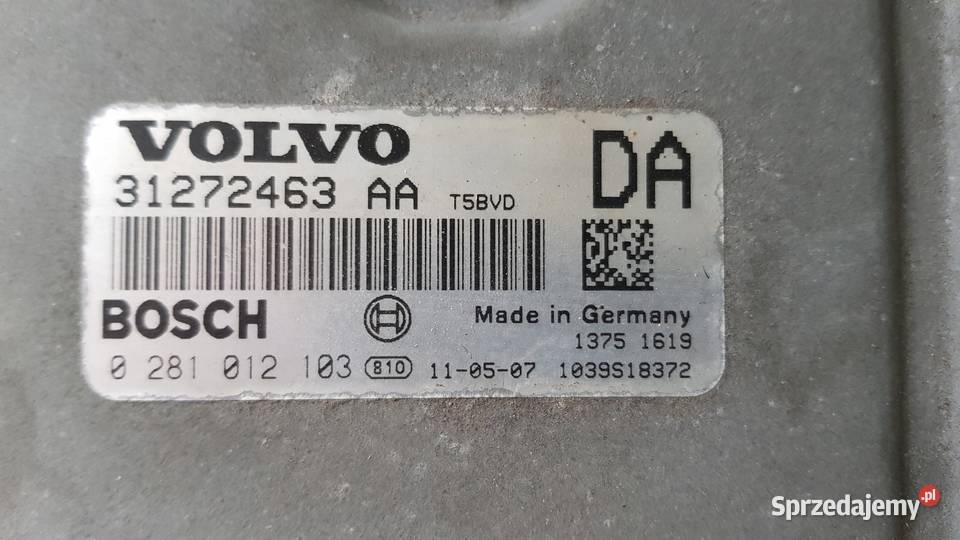 VOLVO DA
31272463 AA T5BVD
BOSCH Made in Germany
1375 1619
0 281 012 103 810 11-05-07 1039S18372
Sprzedajemy.pl